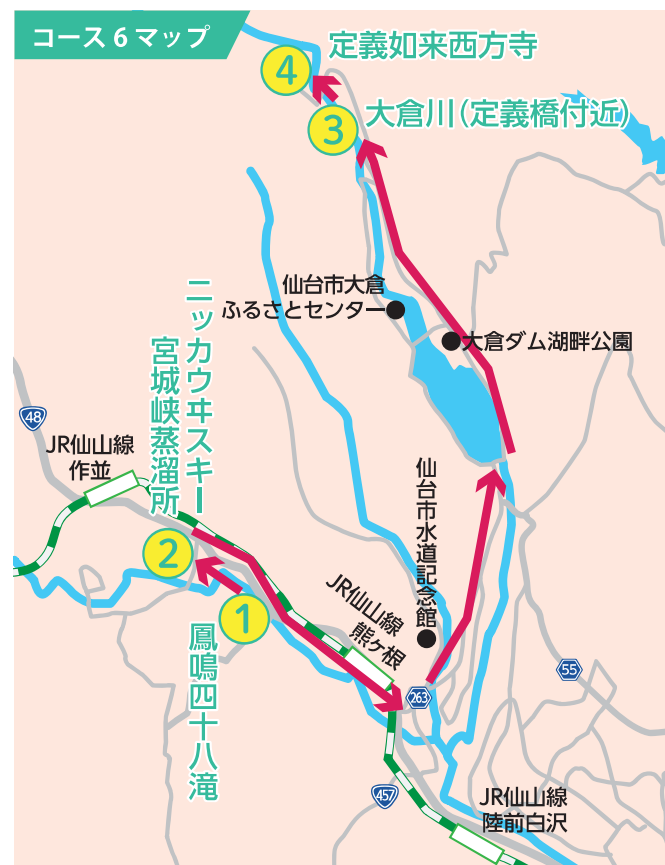 コース6マップ
4
定義如来西方寺
3
大倉川(定義橋付近)
仙台市大倉
ふるさとセンター
大倉ダム湖畔公園
ニッカウヰスキー
宮城峡蒸溜所
48
JR仙山線
作並
2
1
鳳鳴四十八滝
仙台市水道記念館
JR仙山線
熊ヶ根
263
55
457
JR仙山線
陸前白沢